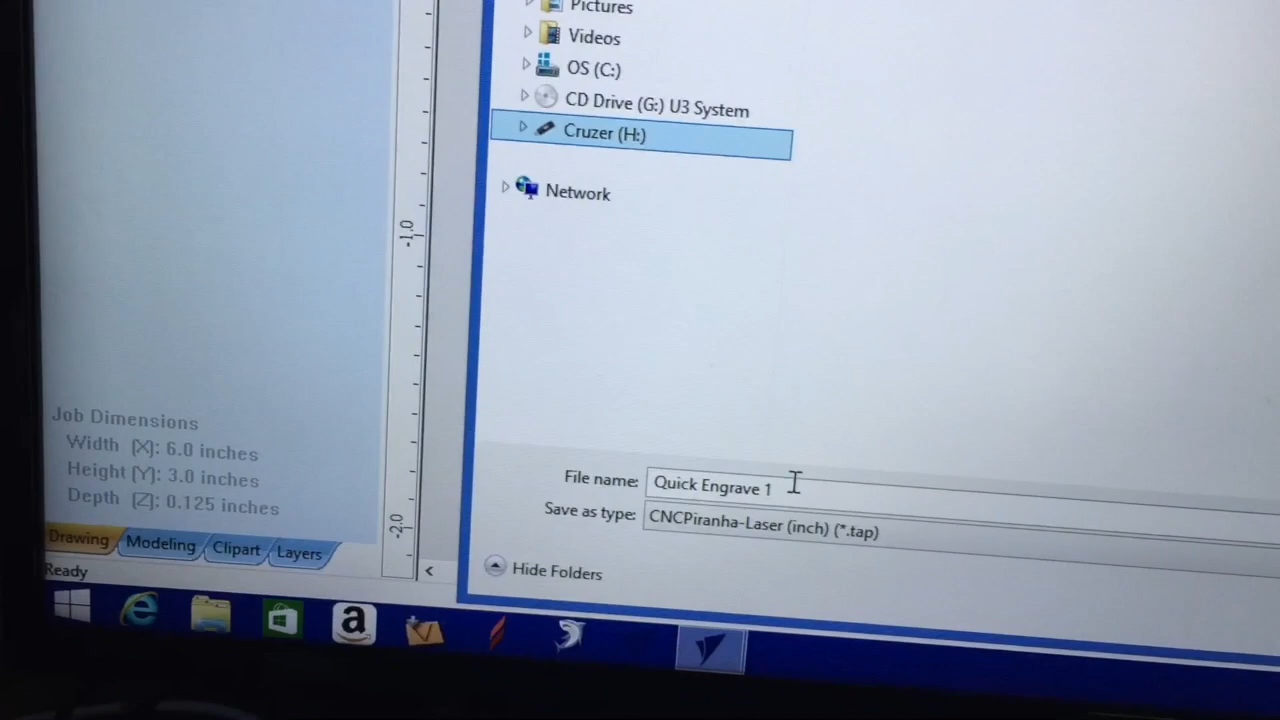 Pictures
Videos
OS (C:)
CD Drive (G:) U3 System
Cruzer (H:)
Network
-1.0
-2.0
Job Dimensions
Width (X): 6.0 inches
Height (Y): 3.0 inches
Depth (Z): 0.125 inches
Drawing Modeling Clipart Layers
Ready
File name: Quick Engrave 1
Save as type: CNCPiranha-Laser (inch) (*.tap)
Hide Folders
a